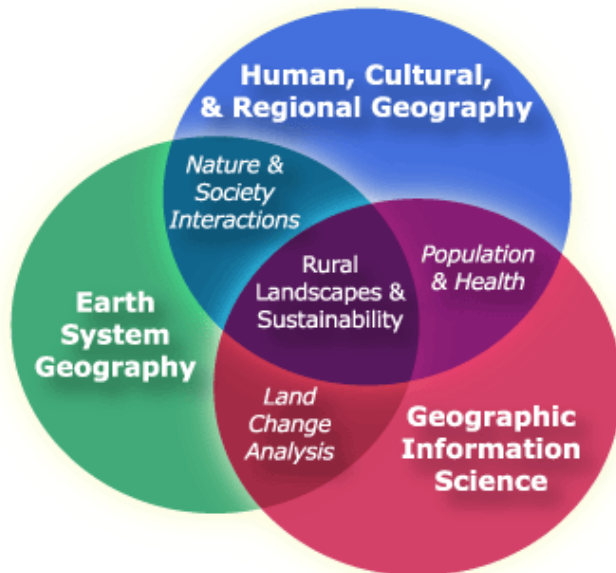 Human, Cultural,
& Regional Geography
Nature &
Society
Interactions
Population
& Health
Rural
Landscapes &
Sustainability
Earth
System
Geography
Land
Change
Analysis
Geographic
Information
Science